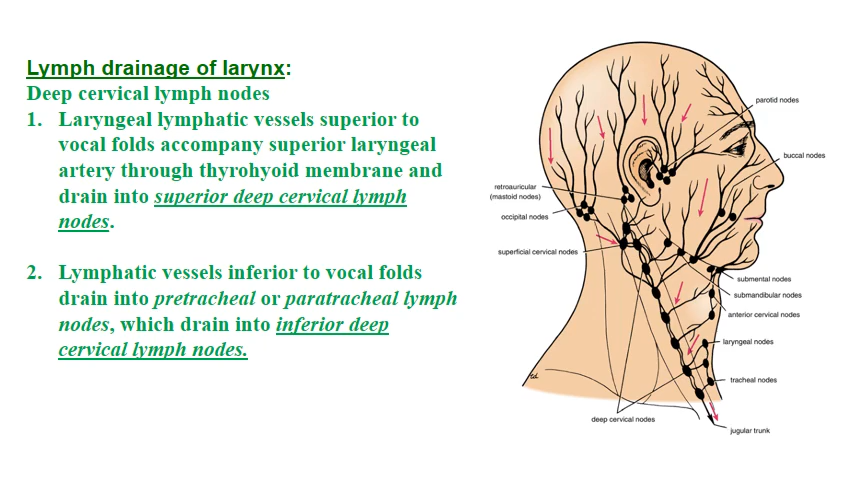 Lymph drainage of larynx:
Deep cervical lymph nodes
1. Laryngeal lymphatic vessels superior to
vocal folds accompany superior laryngeal
artery through thyrohyoid membrane and
drain into superior deep cervical lymph
nodes.
2. Lymphatic vessels inferior to vocal folds
drain into pretracheal or paratracheal lymph
nodes, which drain into inferior deep
cervical lymph nodes.
parotid nodes
buccal nodes
retroauricular
(mastoid nodes)
occipital nodes
superficial cervical nodes
submental nodes
submandibular nodes
anterior cervical nodes
laryngeal nodes
tracheal nodes
deep cervical nodes
jugular trunk